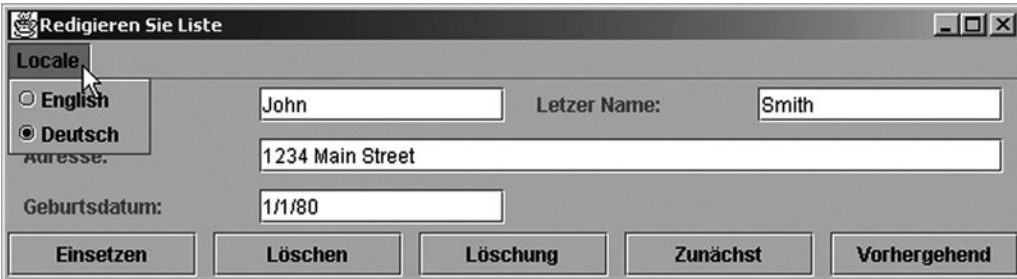 Redigieren Sie Liste
Locale
English John Letzer Name: Smith
Deutsch
Adresse: 1234 Main Street
Geburtsdatum: 1/1/80
Einsetzen Löschen Löschung Zunächst Vorhergehend